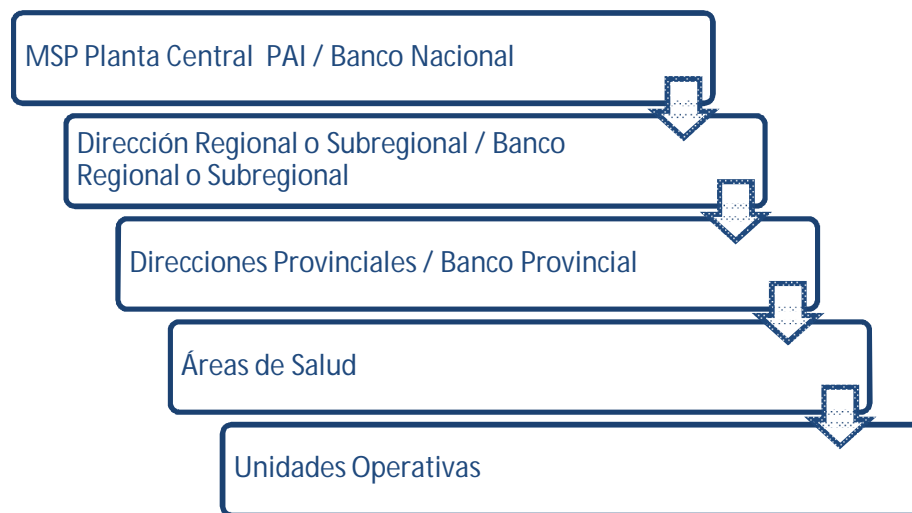 MSP Planta Central  PAI / Banco Nacional
Dirección Regional o Subregional / Banco
Regional o Subregional
Direcciones Provinciales / Banco Provincial
Áreas de Salud
Unidades Operativas